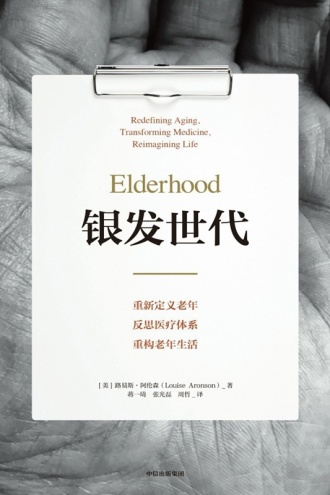 Redefining Aging,
Transforming Medicine,
Reimagining Life
Elderhood
银发世代
重新定义老年
反思医疗体系
重构老年生活
[美]路易斯·阿伦森（Louise Aronson）_著
蒋一琦 张光磊 周哲_译
中信出版集团